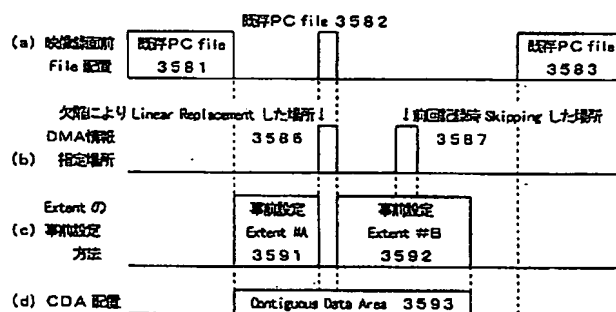 既存PC file 3582
(a) 映像録画前
File 配置
既存PC file
3581
既存PC file
3583
欠陥により Linear Replacement した場所↓
↓前回記録時 Skipping した場所
(b) DMA情報
指定場所
3586
3587
(c) Extent の
事前設定
方法
事前設定
Extent #A
3591
事前設定
Extent #B
3592
(d) CDA 配置
Contiguous Data Area 3593